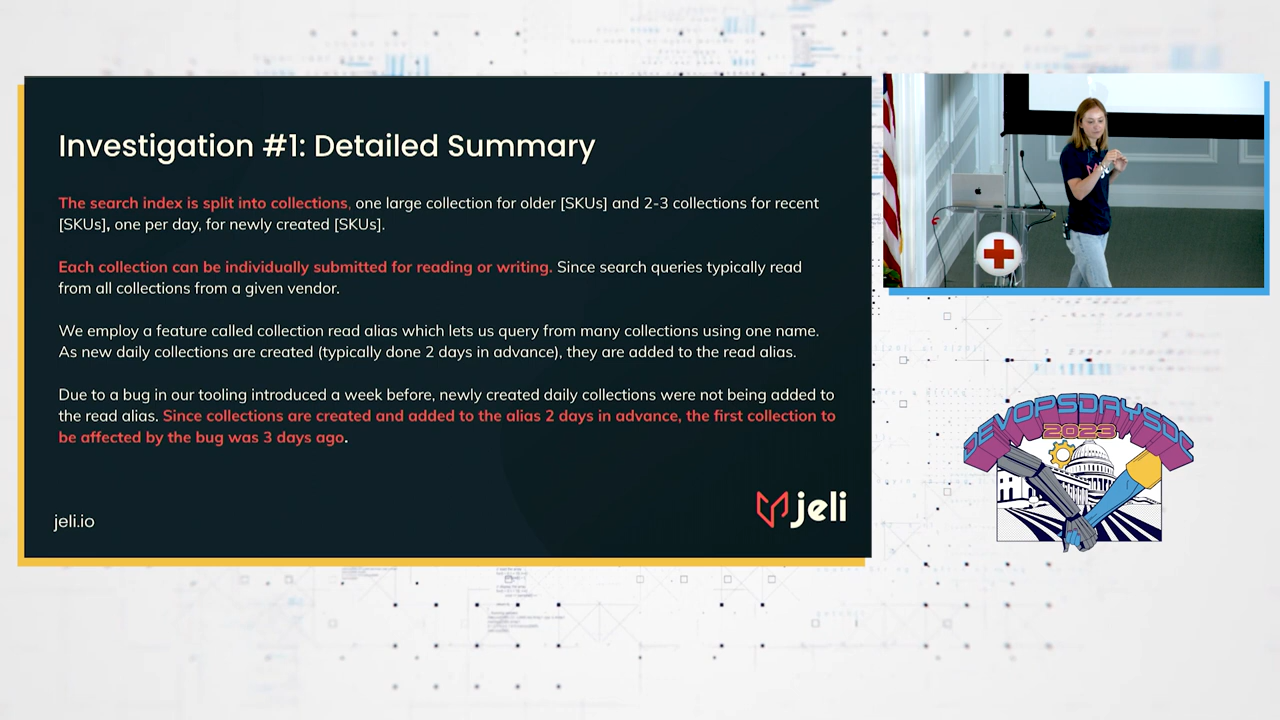 Investigation #1: Detailed Summary
The search index is split into collections, one large collection for older [SKUs] and 2-3 collections for recent
[SKUs], one per day, for newly created [SKUs].
Each collection can be individually submitted for reading or writing. Since search queries typically read
from all collections from a given vendor.
We employ a feature called collection read alias which lets us query from many collections using one name.
As new daily collections are created (typically done 2 days in advance), they are added to the read alias.
Due to a bug in our tooling introduced a week before, newly created daily collections were not being added to
the read alias. Since collections are created and added to the alias 2 days in advance, the first collection to
be affected by the bug was 3 days ago.
jeli.io
jeli
DEVOPSDAYSDC
2023